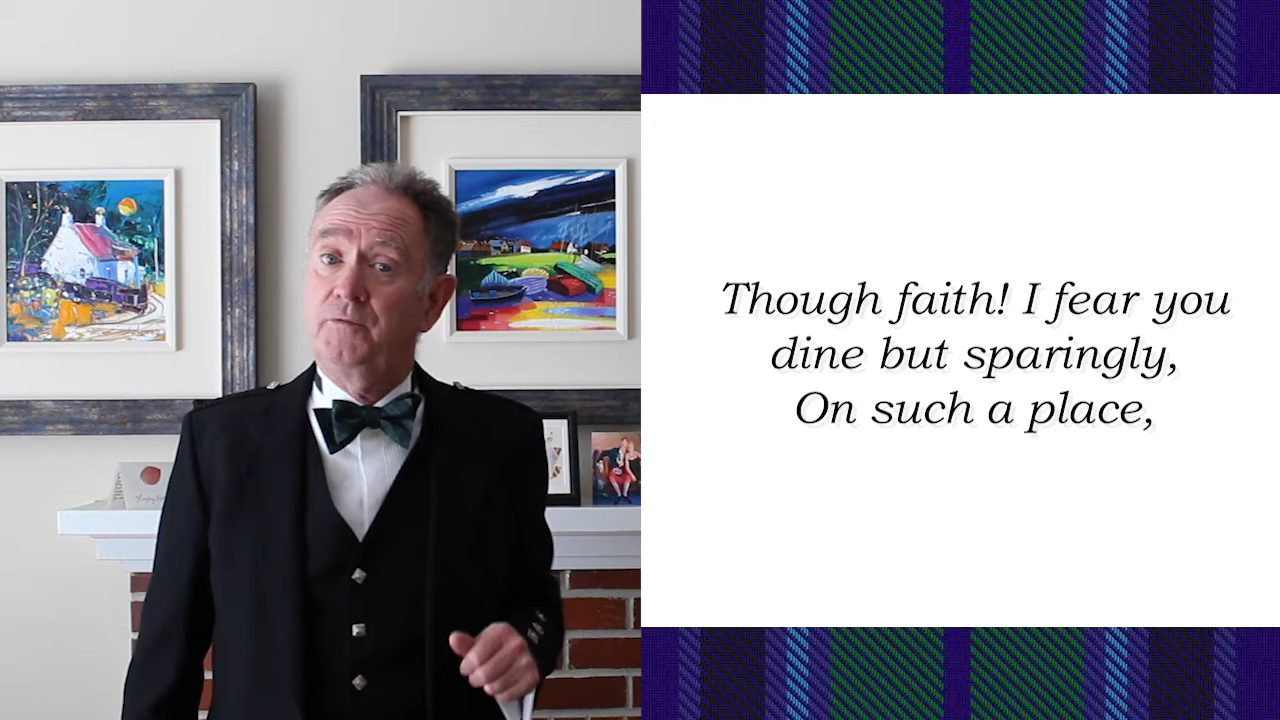 Though faith! I fear you
dine but sparingly,
On such a place,